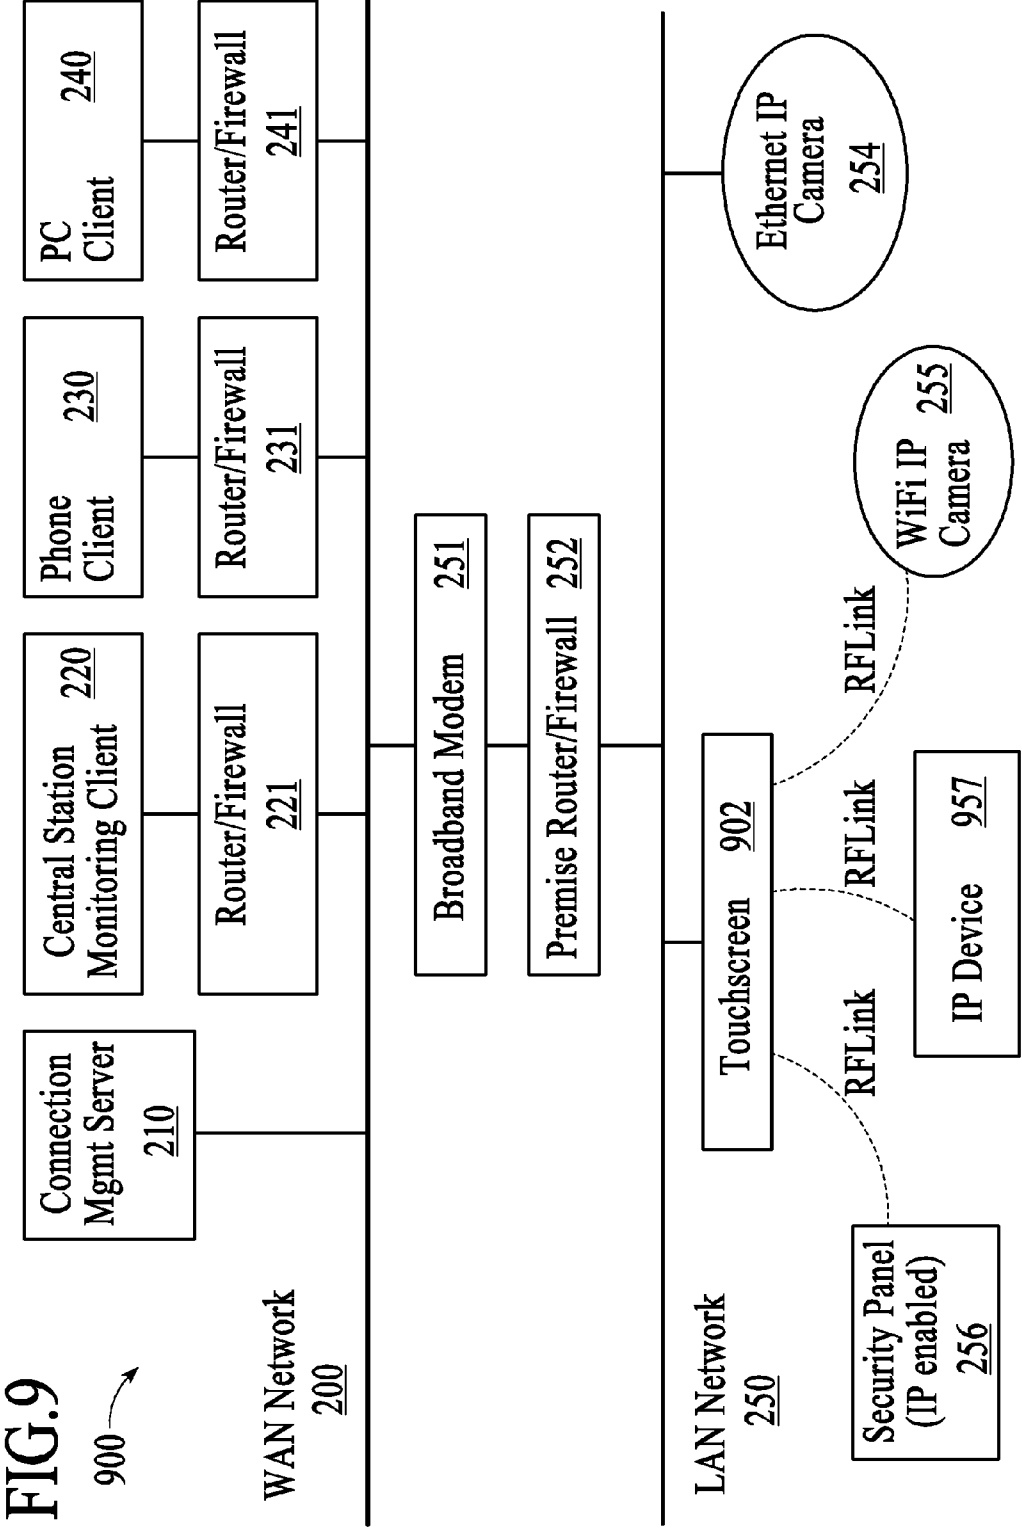 FIG.9
900
Connection
Mgmt Server
210
Central Station
Monitoring Client
220
Phone
Client
230
PC
Client
240
Router/Firewall
221
Router/Firewall
231
Router/Firewall
241
WAN Network
200
Broadband Modem 251
Premise Router/Firewall 252
LAN Network
250
Touchscreen 902
RFLink
RFLink
RFLink
Security Panel
(IP enabled)
256
IP Device 957
WiFi IP
Camera
255
Ethernet IP
Camera
254